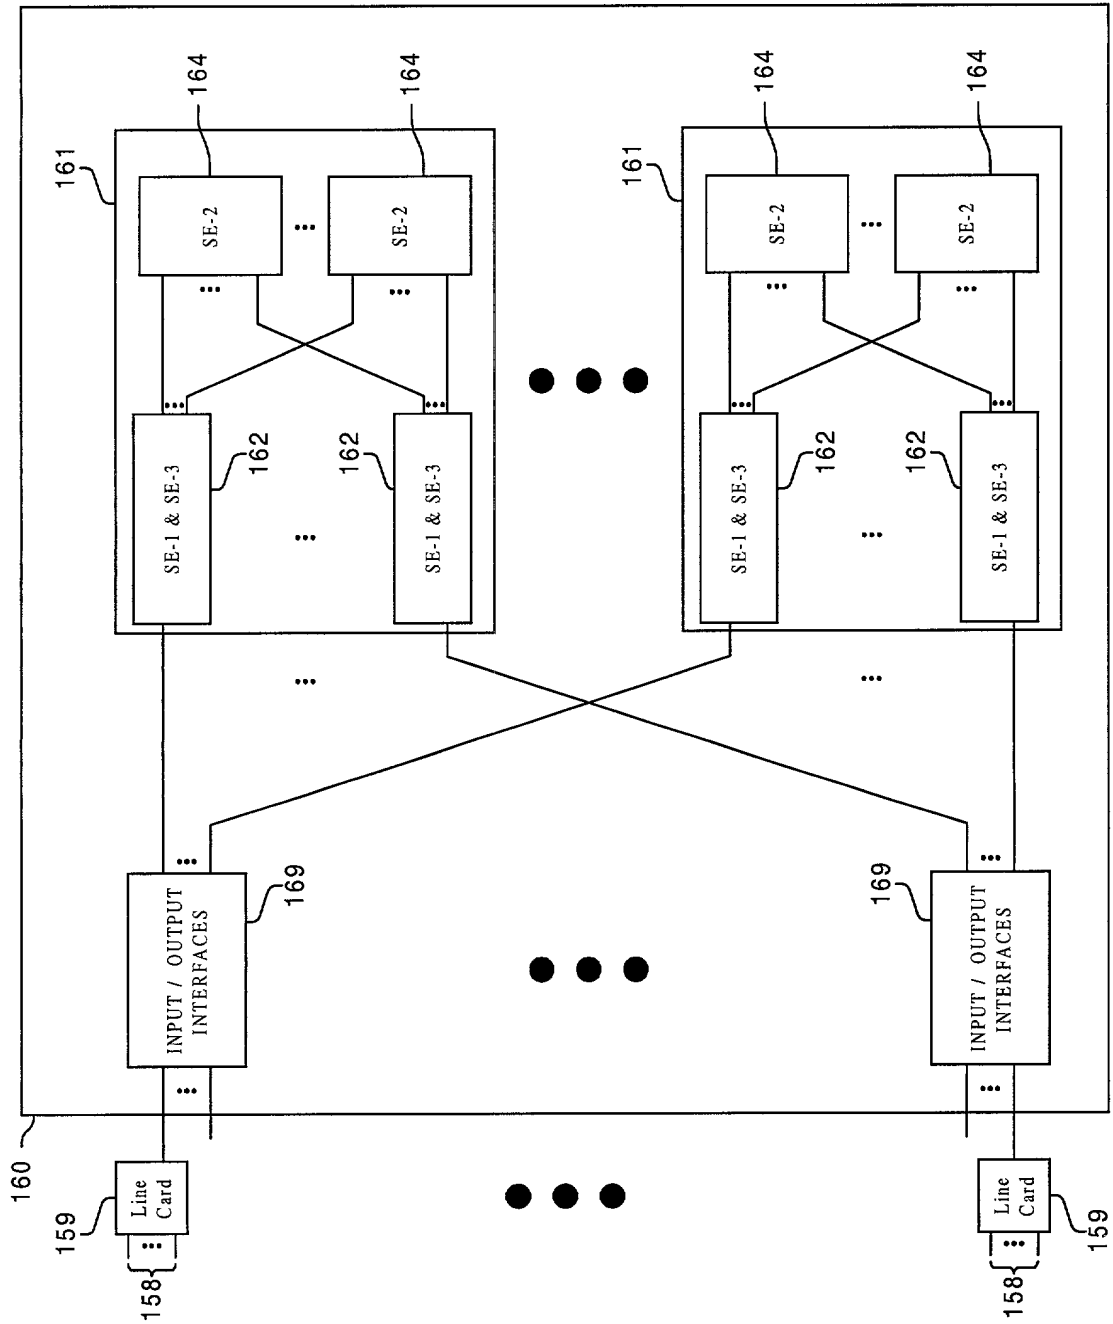 158
159
Line
Card
160
INPUT / OUTPUT
INTERFACES
169
161
SE-1 & SE-3
162
SE-1 & SE-3
162
SE-2
164
SE-2
164
161
SE-1 & SE-3
162
SE-1 & SE-3
162
SE-2
164
SE-2
164
INPUT / OUTPUT
INTERFACES
169
Line
Card
159
158